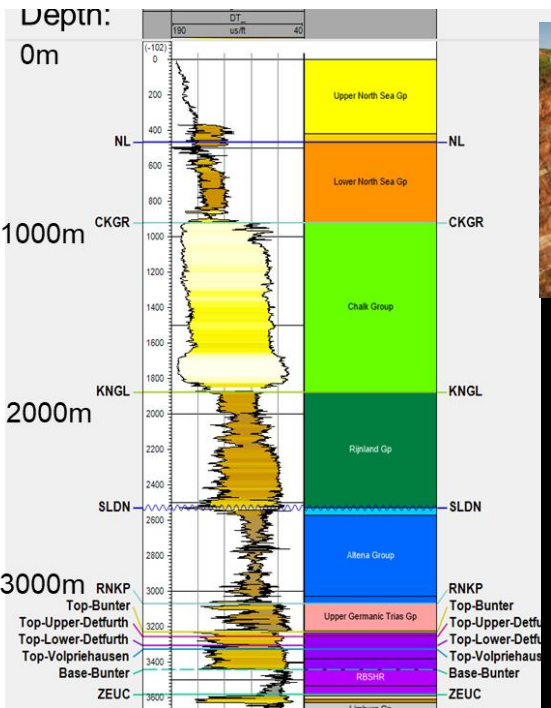 Depth:
DT_
190 us/ft 40
(-102)
0m
0
200
400
600
800
1000m
1000
1200
1400
1600
1800
2000m
2000
2200
2400
2600
2800
3000m
3000
3200
3400
3600
NL
CKGR
KNGL
SLDN
RNKP
Top-Bunter
Top-Upper-Detfurth
Top-Lower-Detfurth
Top-Volpriehausen
Base-Bunter
ZEUC
Upper North Sea Gp
Lower North Sea Gp
Chalk Group
Rijnland Gp
Altena Group
Upper Germanic Trias Gp
RBSHR
NL
CKGR
KNGL
SLDN
RNKP
Top-Bunter
Top-Upper-Detfu
Top-Lower-Detfu
Top-Volpriehaus
Base-Bunter
ZEUC